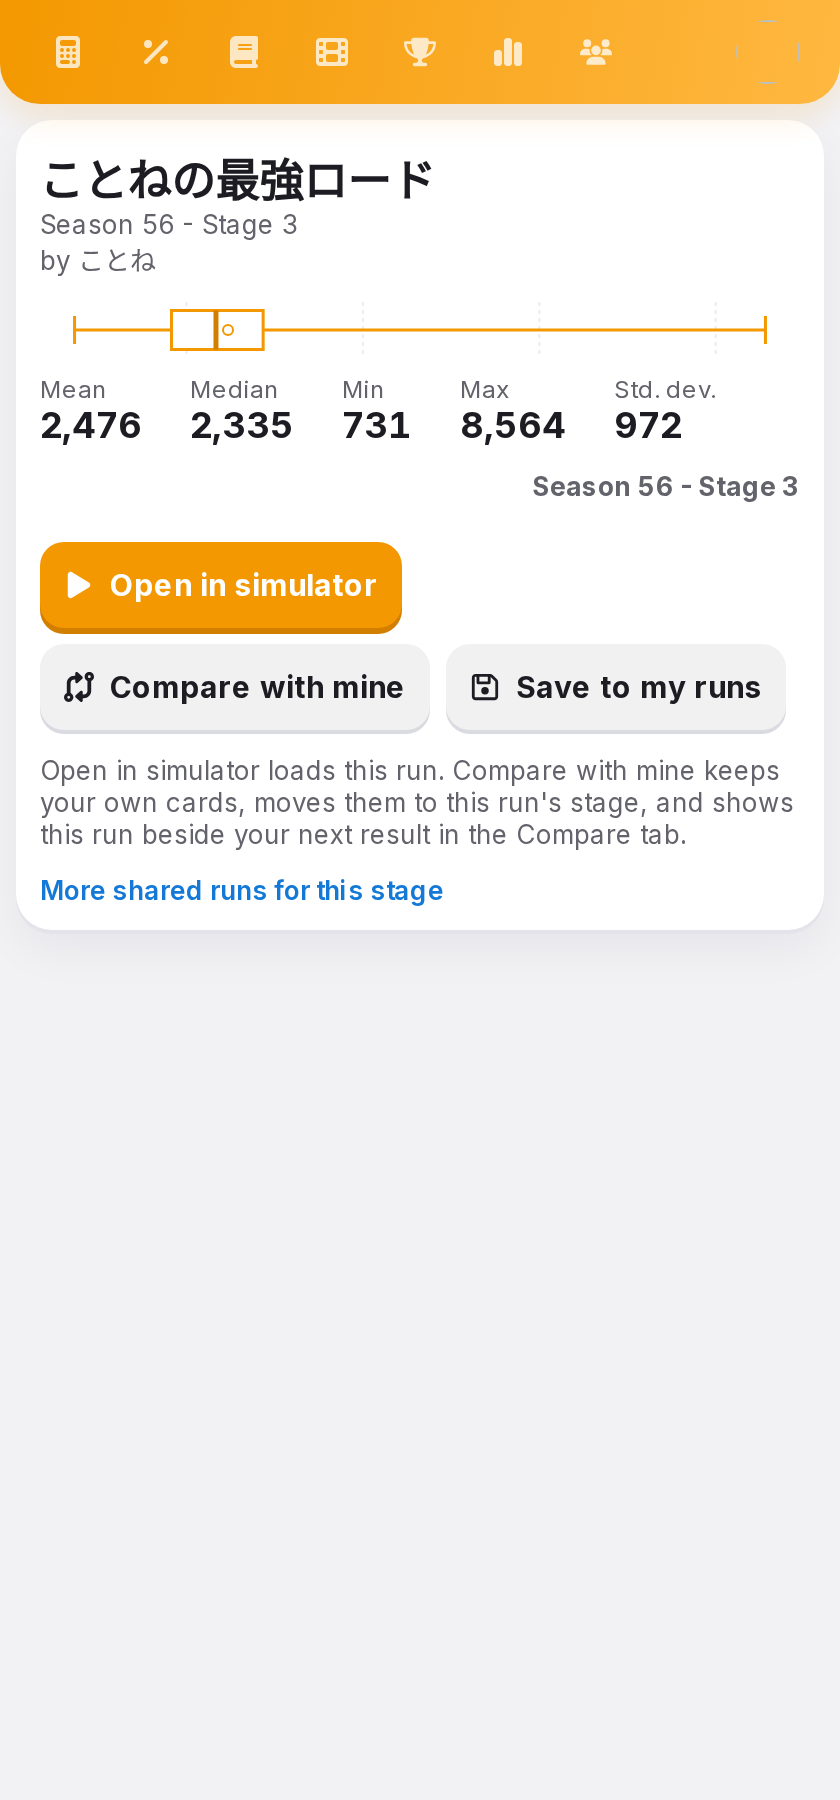 ことねの最強ロード
Season 56 - Stage 3
by ことね
Mean Median Min Max Std. dev.
2,476 2,335 731 8,564 972
Season 56 - Stage 3
Open in simulator
Compare with mine Save to my runs
Open in simulator loads this run. Compare with mine keeps
your own cards, moves them to this run's stage, and shows
this run beside your next result in the Compare tab.
More shared runs for this stage